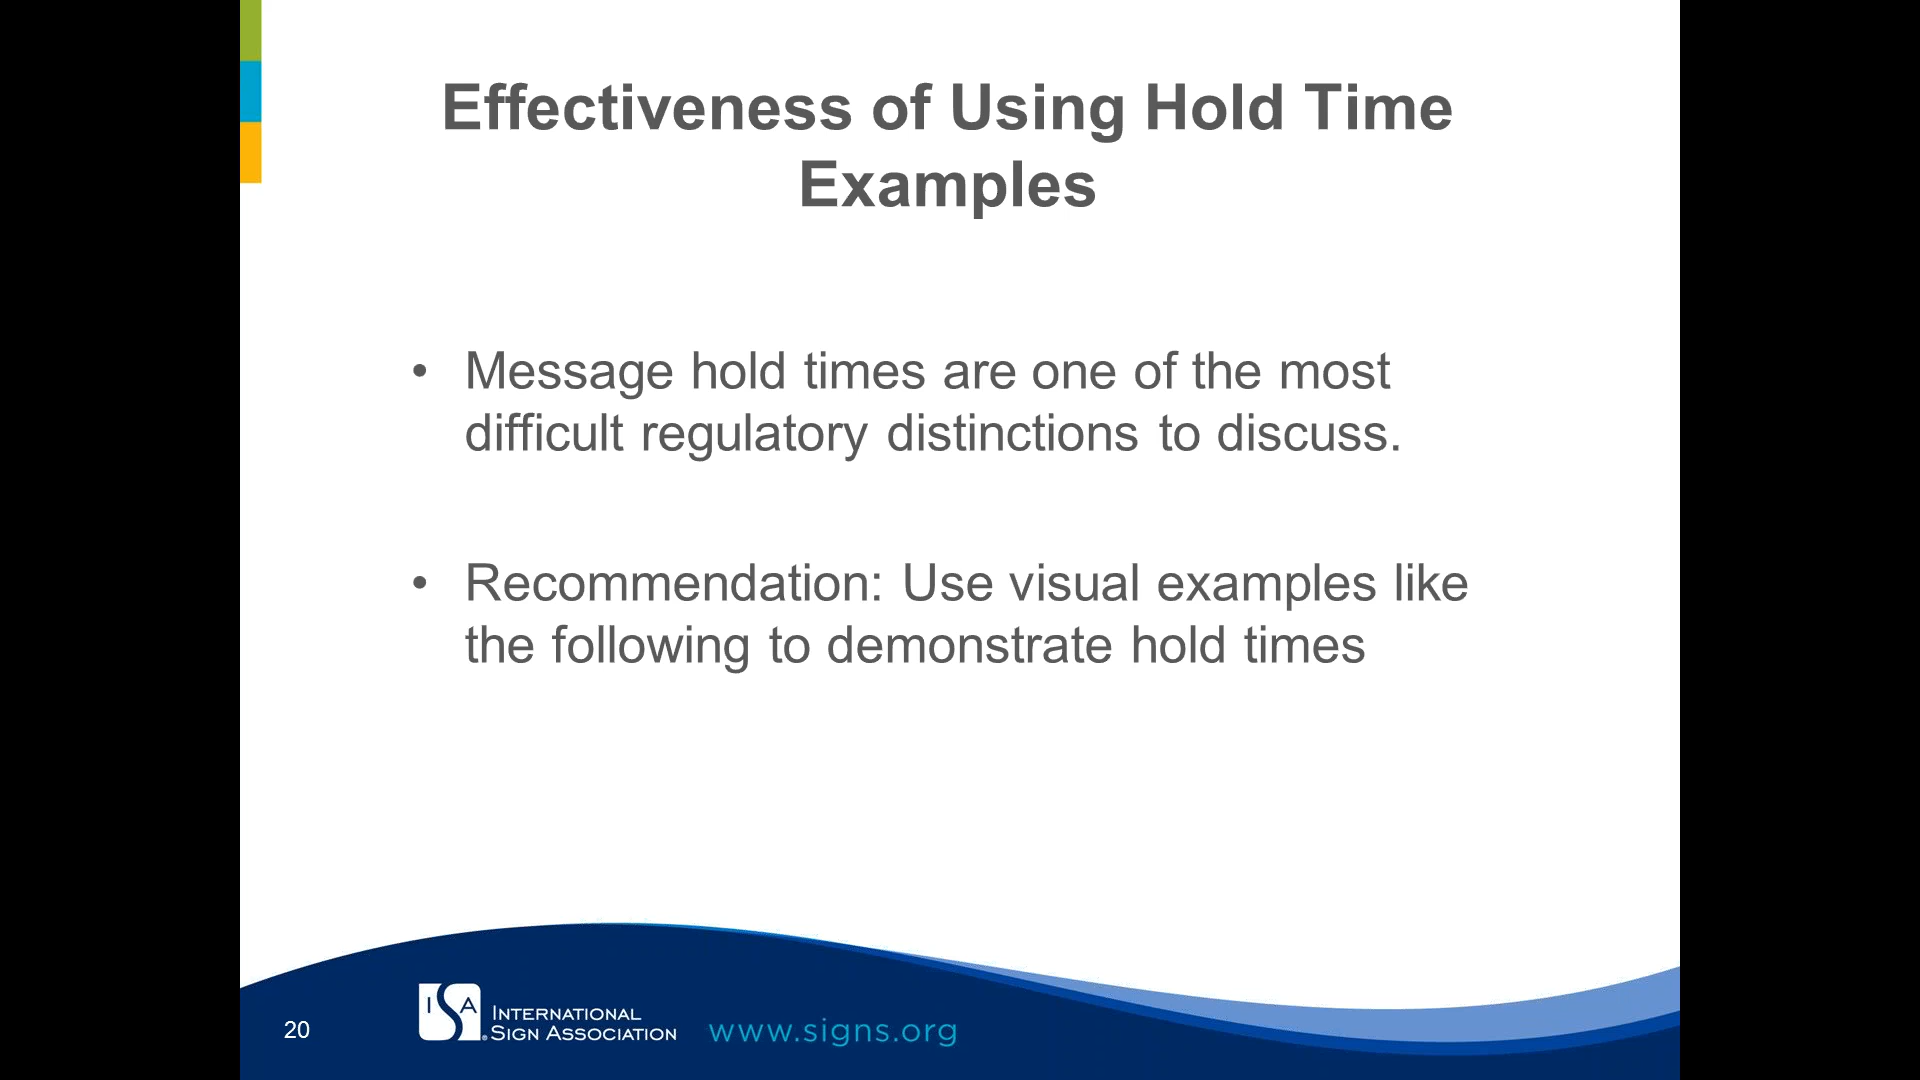 Effectiveness of Using Hold Time
Examples
• Message hold times are one of the most
difficult regulatory distinctions to discuss.
• Recommendation: Use visual examples like
the following to demonstrate hold times
20
ISA®
INTERNATIONAL
SIGN ASSOCIATION
www.signs.org